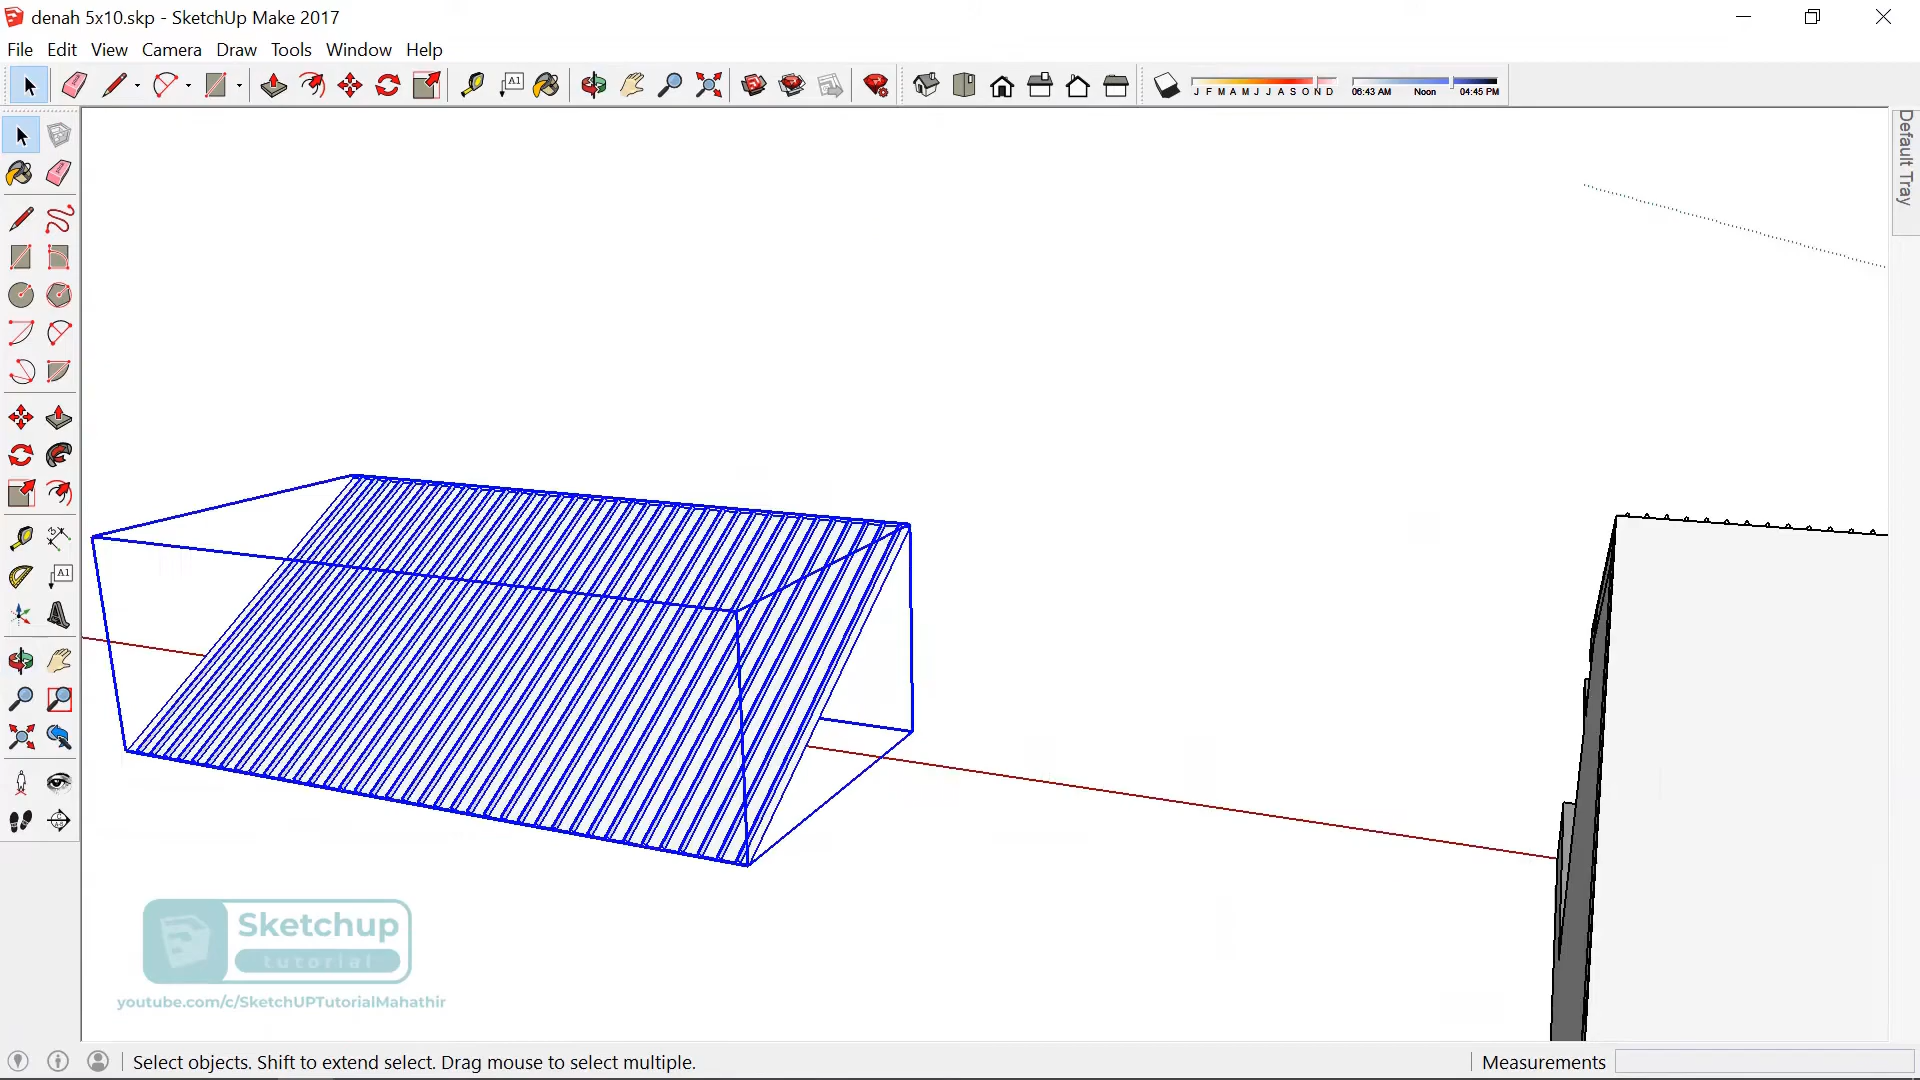 denah 5x10.skp - SketchUp Make 2017
File Edit View Camera Draw Tools Window Help
A1
J F M A M J J A S O N D
06:43 AM Noon 04:45 PM
Default Tray
A1
Sketchup
tutorial
youtube.com/c/SketchUPTutorialMahathir
Select objects. Shift to extend select. Drag mouse to select multiple.
Measurements